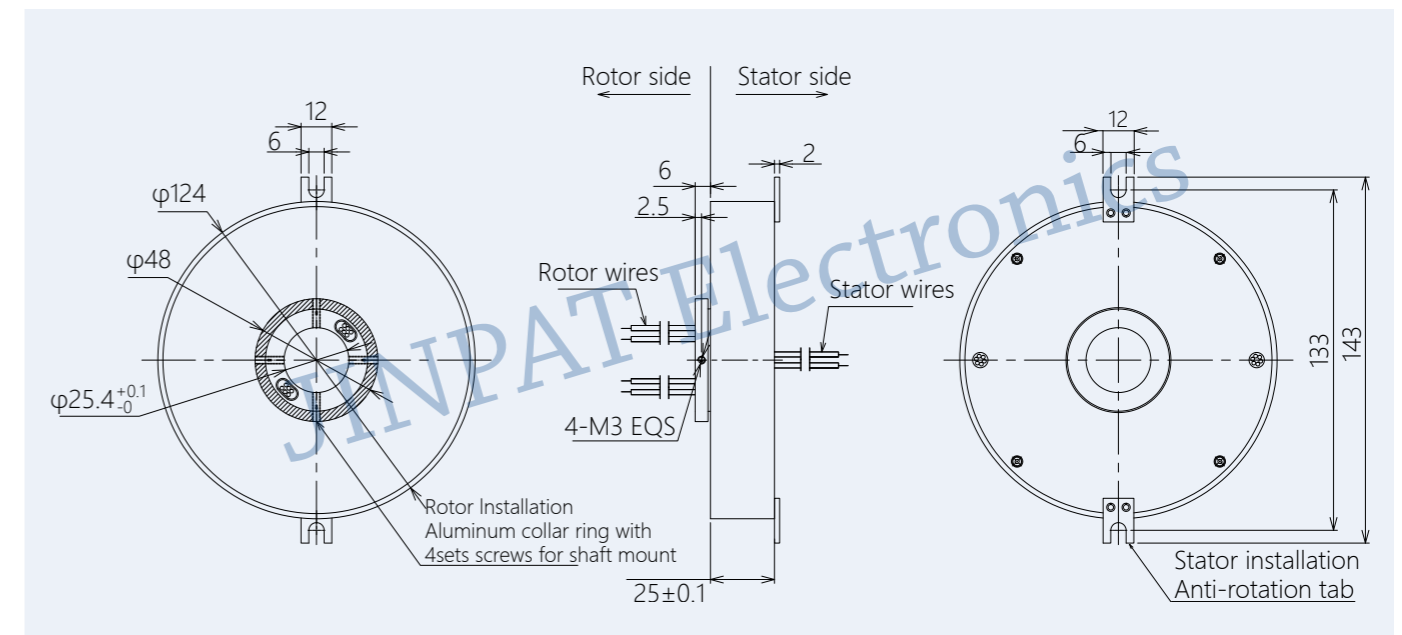 Rotor side
Stator side
12
6
φ124
φ48
φ25.4 +0.1 -0
Rotor Installation
Aluminum collar ring with
4sets screws for shaft mount
6
2.5
2
Rotor wires
Stator wires
4-M3 EQS
25±0.1
12
6
133
143
Stator installation
Anti-rotation tab
JINPAT Electronics